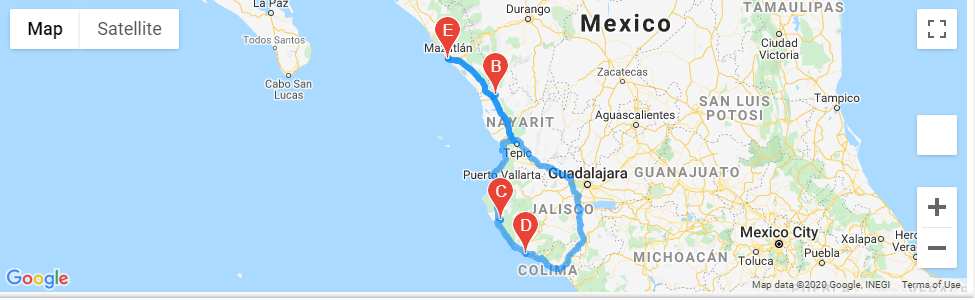 Map
Satellite
La Paz
Todos Santos
Cabo San
Lucas
E
Mazatlán
B
Durango
Mexico
TAMAULIPAS
Ciudad
Victoria
Zacatecas
Tampico
SAN LUIS
POTOSI
Aguascalientes
NAYARIT
Tepic
Puerto Vallarta
Guadalajara
GUANAJUATO
C
JALISCO
D
Mexico City
Xalapa
Toluca
Puebla
MICHOACÁN
COLIMA
Google
Map data ©2020 Google, INEGI
Terms of Use